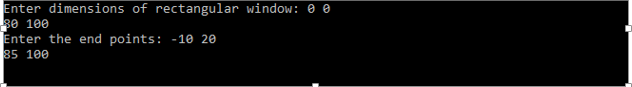 Enter dimensions of rectangular window: 0 0
80 100
Enter the end points: -10 20
85 100